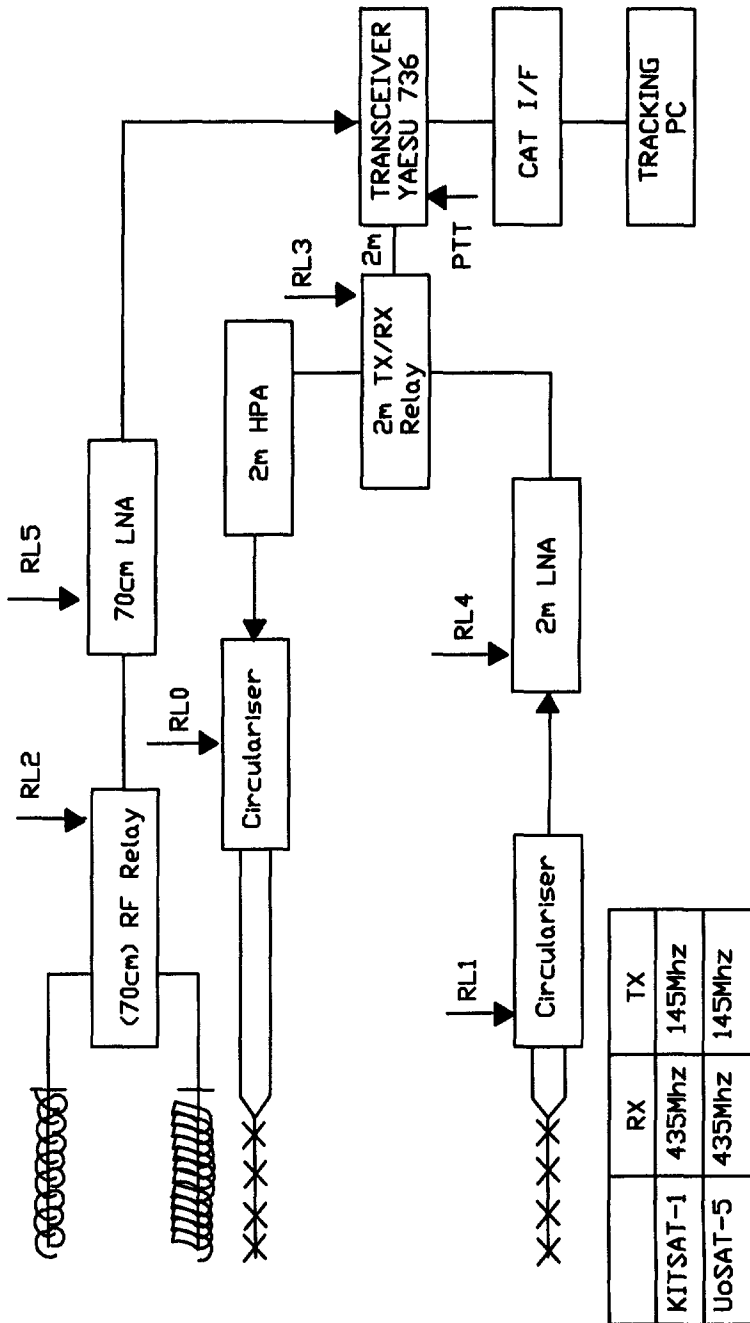 RL2
RL5
(70cm) RF Relay
70cm LNA
RL0
RL3
Circulariser
2m HPA
2m TX/RX
Relay
2m
TRANSCEIVER
YAESU 736
PTT
CAT I/F
TRACKING
PC
RL1
RL4
Circulariser
2m LNA
RX TX
KITSAT-1 435Mhz 145Mhz
UoSAT-5 435Mhz 145Mhz